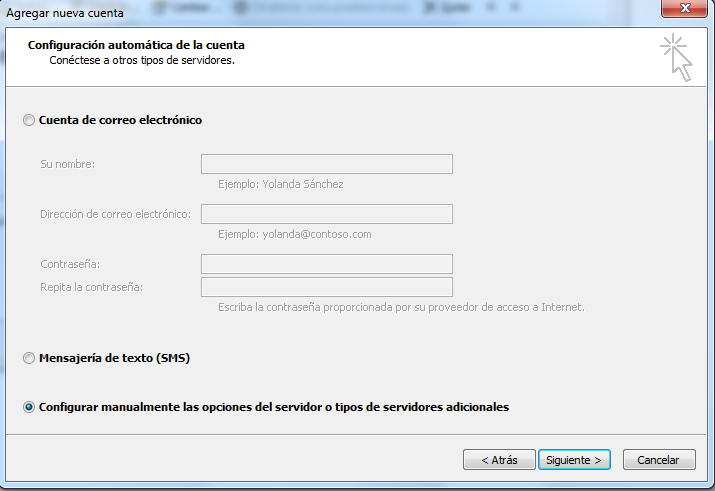 Agregar nueva cuenta
Configuración automática de la cuenta
Conéctese a otros tipos de servidores.
Cuenta de correo electrónico
Su nombre:
Ejemplo: Yolanda Sánchez
Dirección de correo electrónico:
Ejemplo: yolanda@contoso.com
Contraseña:
Repita la contraseña:
Escriba la contraseña proporcionada por su proveedor de acceso a Internet.
Mensajería de texto (SMS)
Configurar manualmente las opciones del servidor o tipos de servidores adicionales
< Atrás
Siguiente >
Cancelar